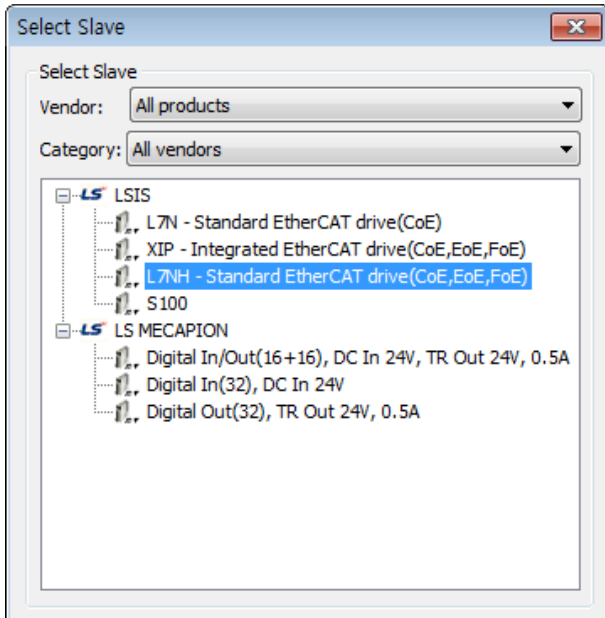 Select Slave
Select Slave
Vendor: All products
Category: All vendors
LS LSIS
L7N - Standard EtherCAT drive(CoE)
XIP - Integrated EtherCAT drive(CoE,EoE,FoE)
L7NH - Standard EtherCAT drive(CoE,EoE,FoE)
S100
LS LS MECAPION
Digital In/Out(16+16), DC In 24V, TR Out 24V, 0.5A
Digital In(32), DC In 24V
Digital Out(32), TR Out 24V, 0.5A